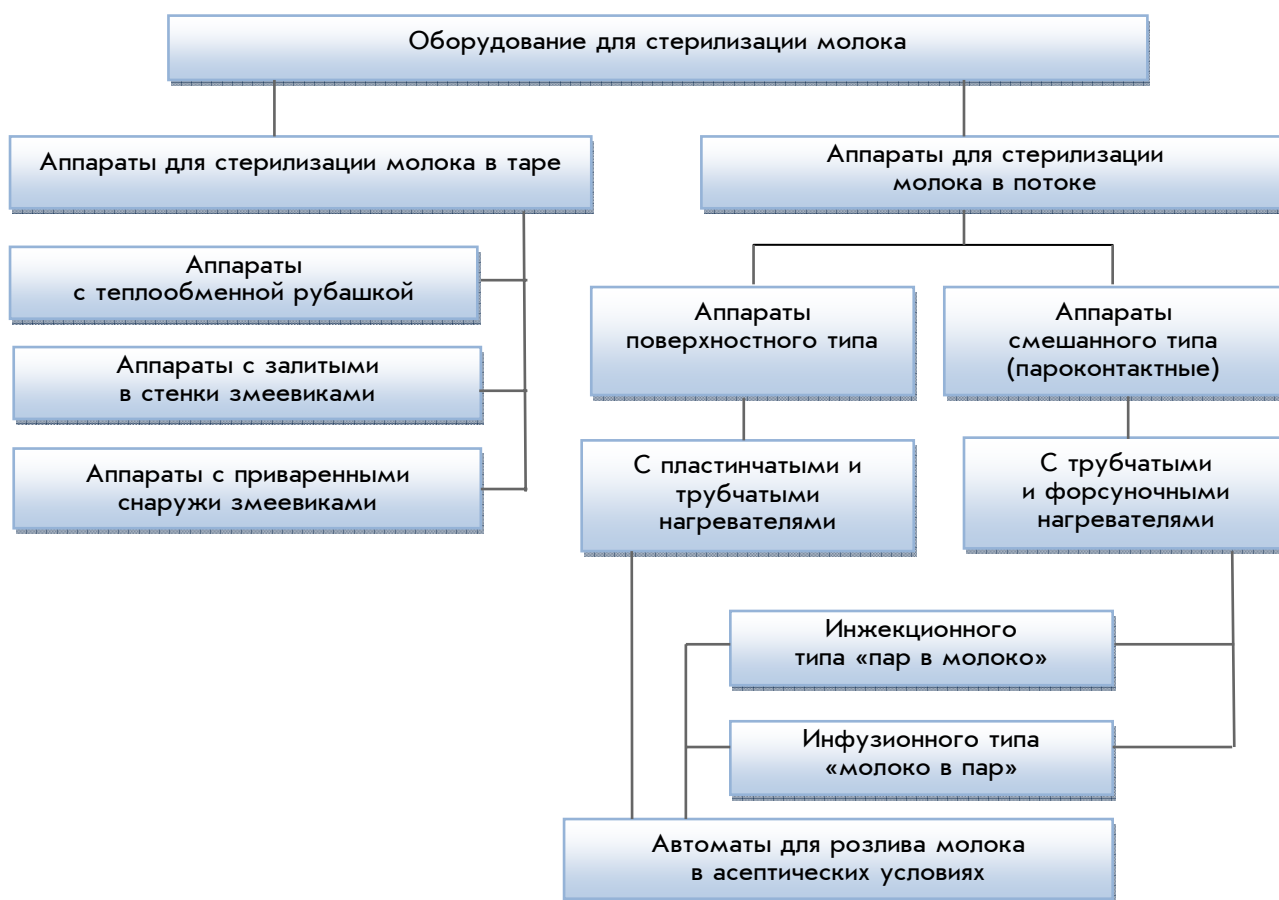 Оборудование для стерилизации молока
Аппараты для стерилизации молока в таре
Аппараты для стерилизации
молока в потоке
Аппараты
с теплообменной рубашкой
Аппараты с залитыми
в стенки змеевиками
Аппараты с приваренными
снаружи змеевиками
Аппараты
поверхностного типа
Аппараты
смешанного типа
(пароконтактные)
С пластинчатыми и
трубчатыми
нагревателями
С трубчатыми
и форсуночными
нагревателями
Инжекционного
типа «пар в молоко»
Инфузионного типа
«молоко в пар»
Автоматы для розлива молока
в асептических условиях